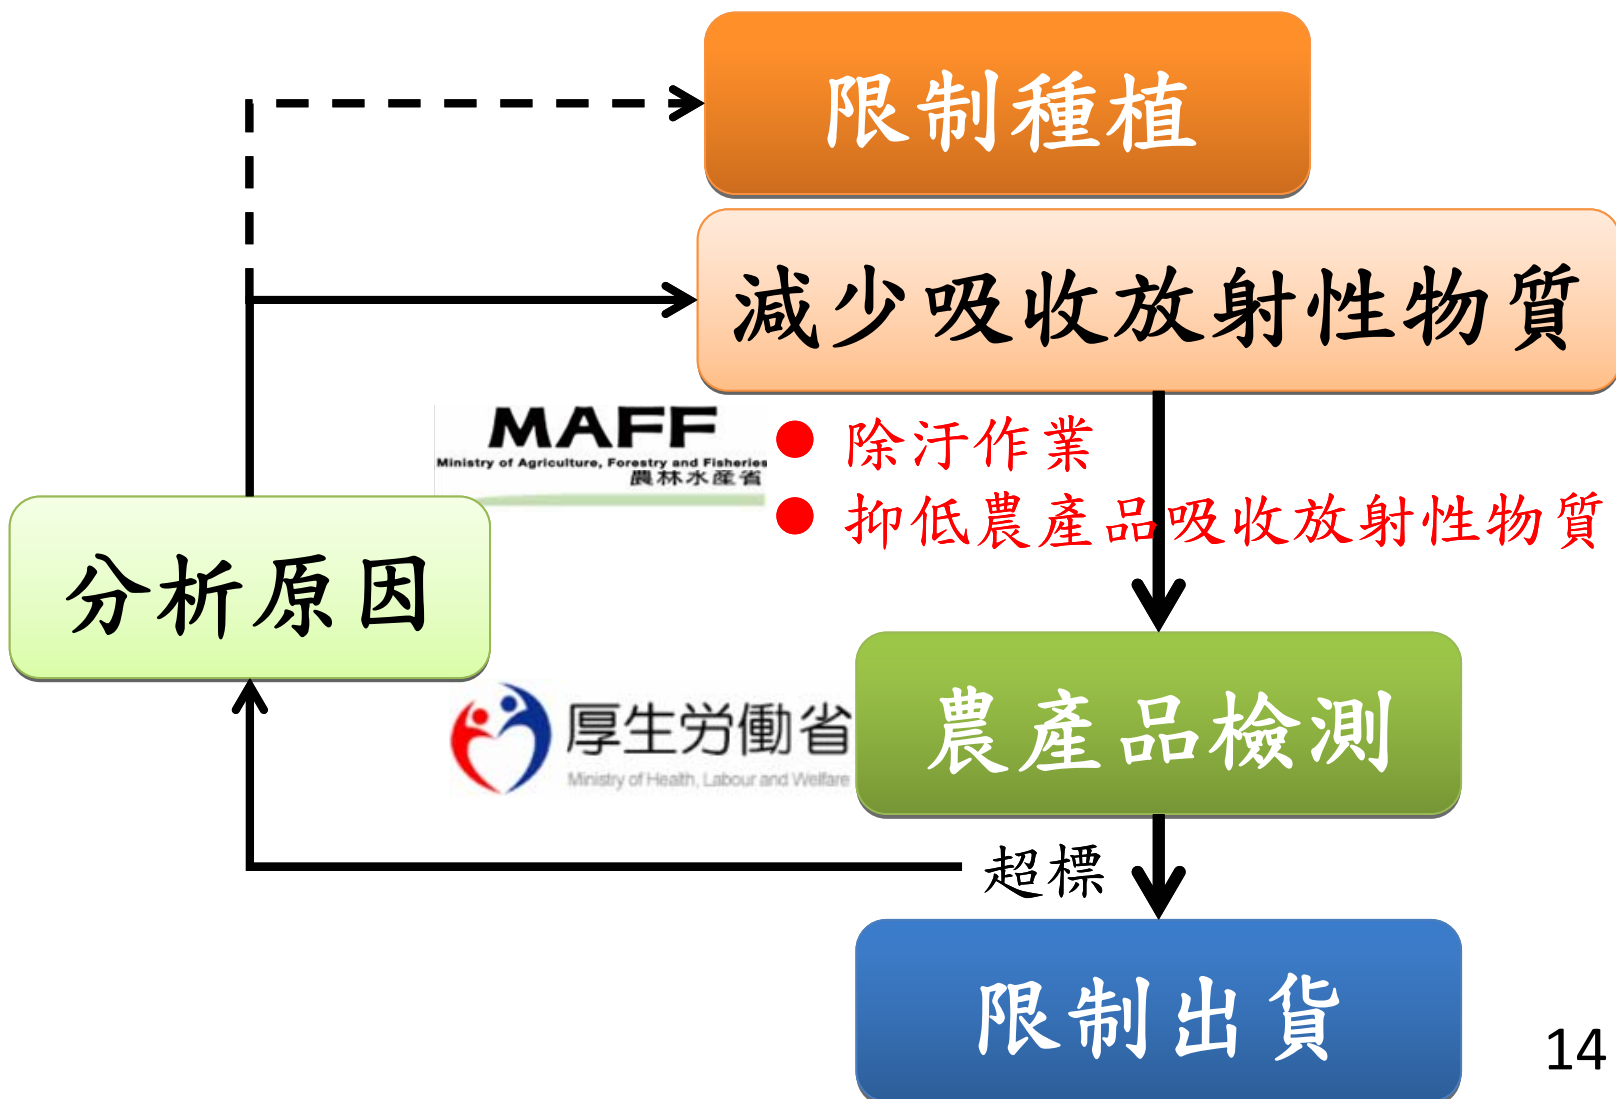 限制種植
減少吸收放射性物質
MAFF
Ministry of Agriculture, Forestry and Fisheries
農林水産省
除汙作業
抑低農產品吸收放射性物質
分析原因
厚生労働省
Ministry of Health, Labour and Welfare
農產品檢測
超標
限制出貨
14